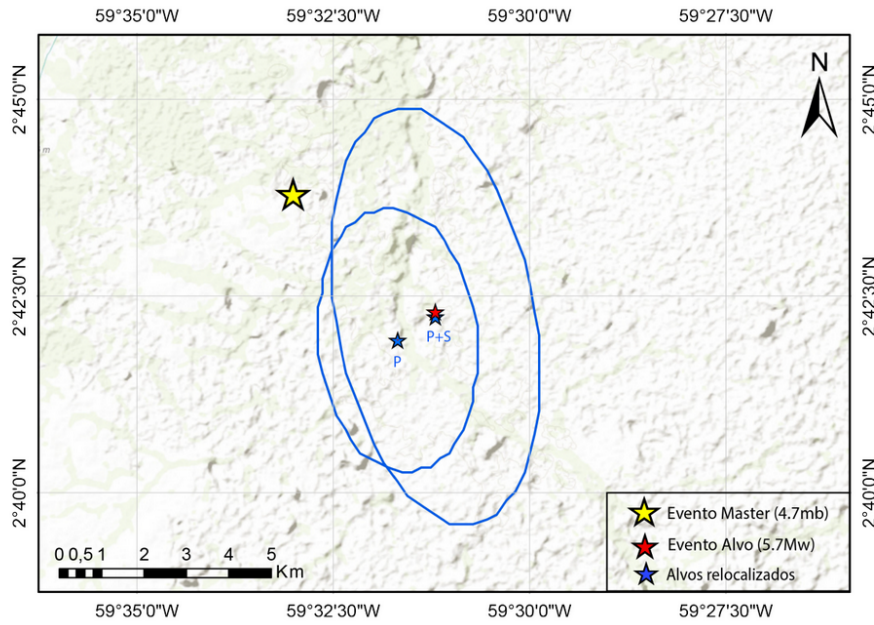 59°35'0"W 59°32'30"W 59°30'0"W 59°27'30"W
2°45'0"N 2°45'0"N
N
2°42'30"N 2°42'30"N
P+S
P
2°40'0"N 2°40'0"N
Evento Master (4.7mb)
Evento Alvo (5.7Mw)
Alvos relocalizados
0 0,5 1 2 3 4 5
Km
59°35'0"W 59°32'30"W 59°30'0"W 59°27'30"W